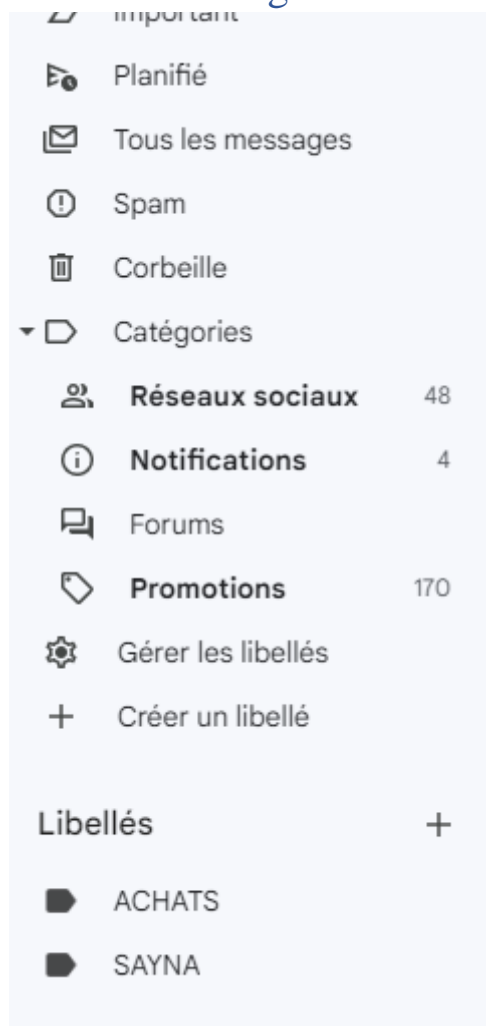 Important
Planifié
Tous les messages
Spam
Corbeille
Catégories
Réseaux sociaux 48
Notifications 4
Forums
Promotions 170
Gérer les libellés
Créer un libellé
Libellés
ACHATS
SAYNA